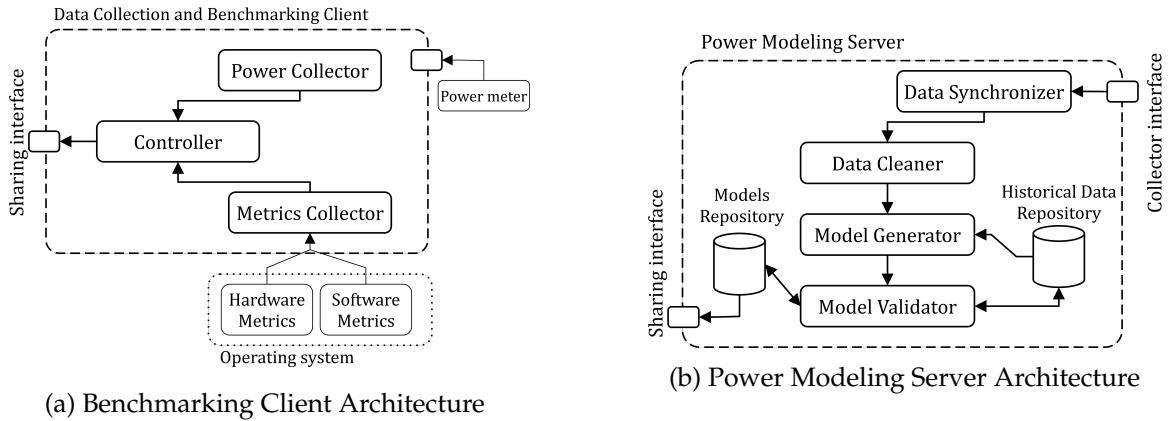 Data Collection and Benchmarking Client
Power Collector
Power meter
Sharing interface
Controller
Metrics Collector
Hardware
Metrics
Software
Metrics
Operating system
(a) Benchmarking Client Architecture
Power Modeling Server
Data Synchronizer
Collector interface
Data Cleaner
Models
Repository
Historical Data
Repository
Model Generator
Sharing interface
Model Validator
(b) Power Modeling Server Architecture